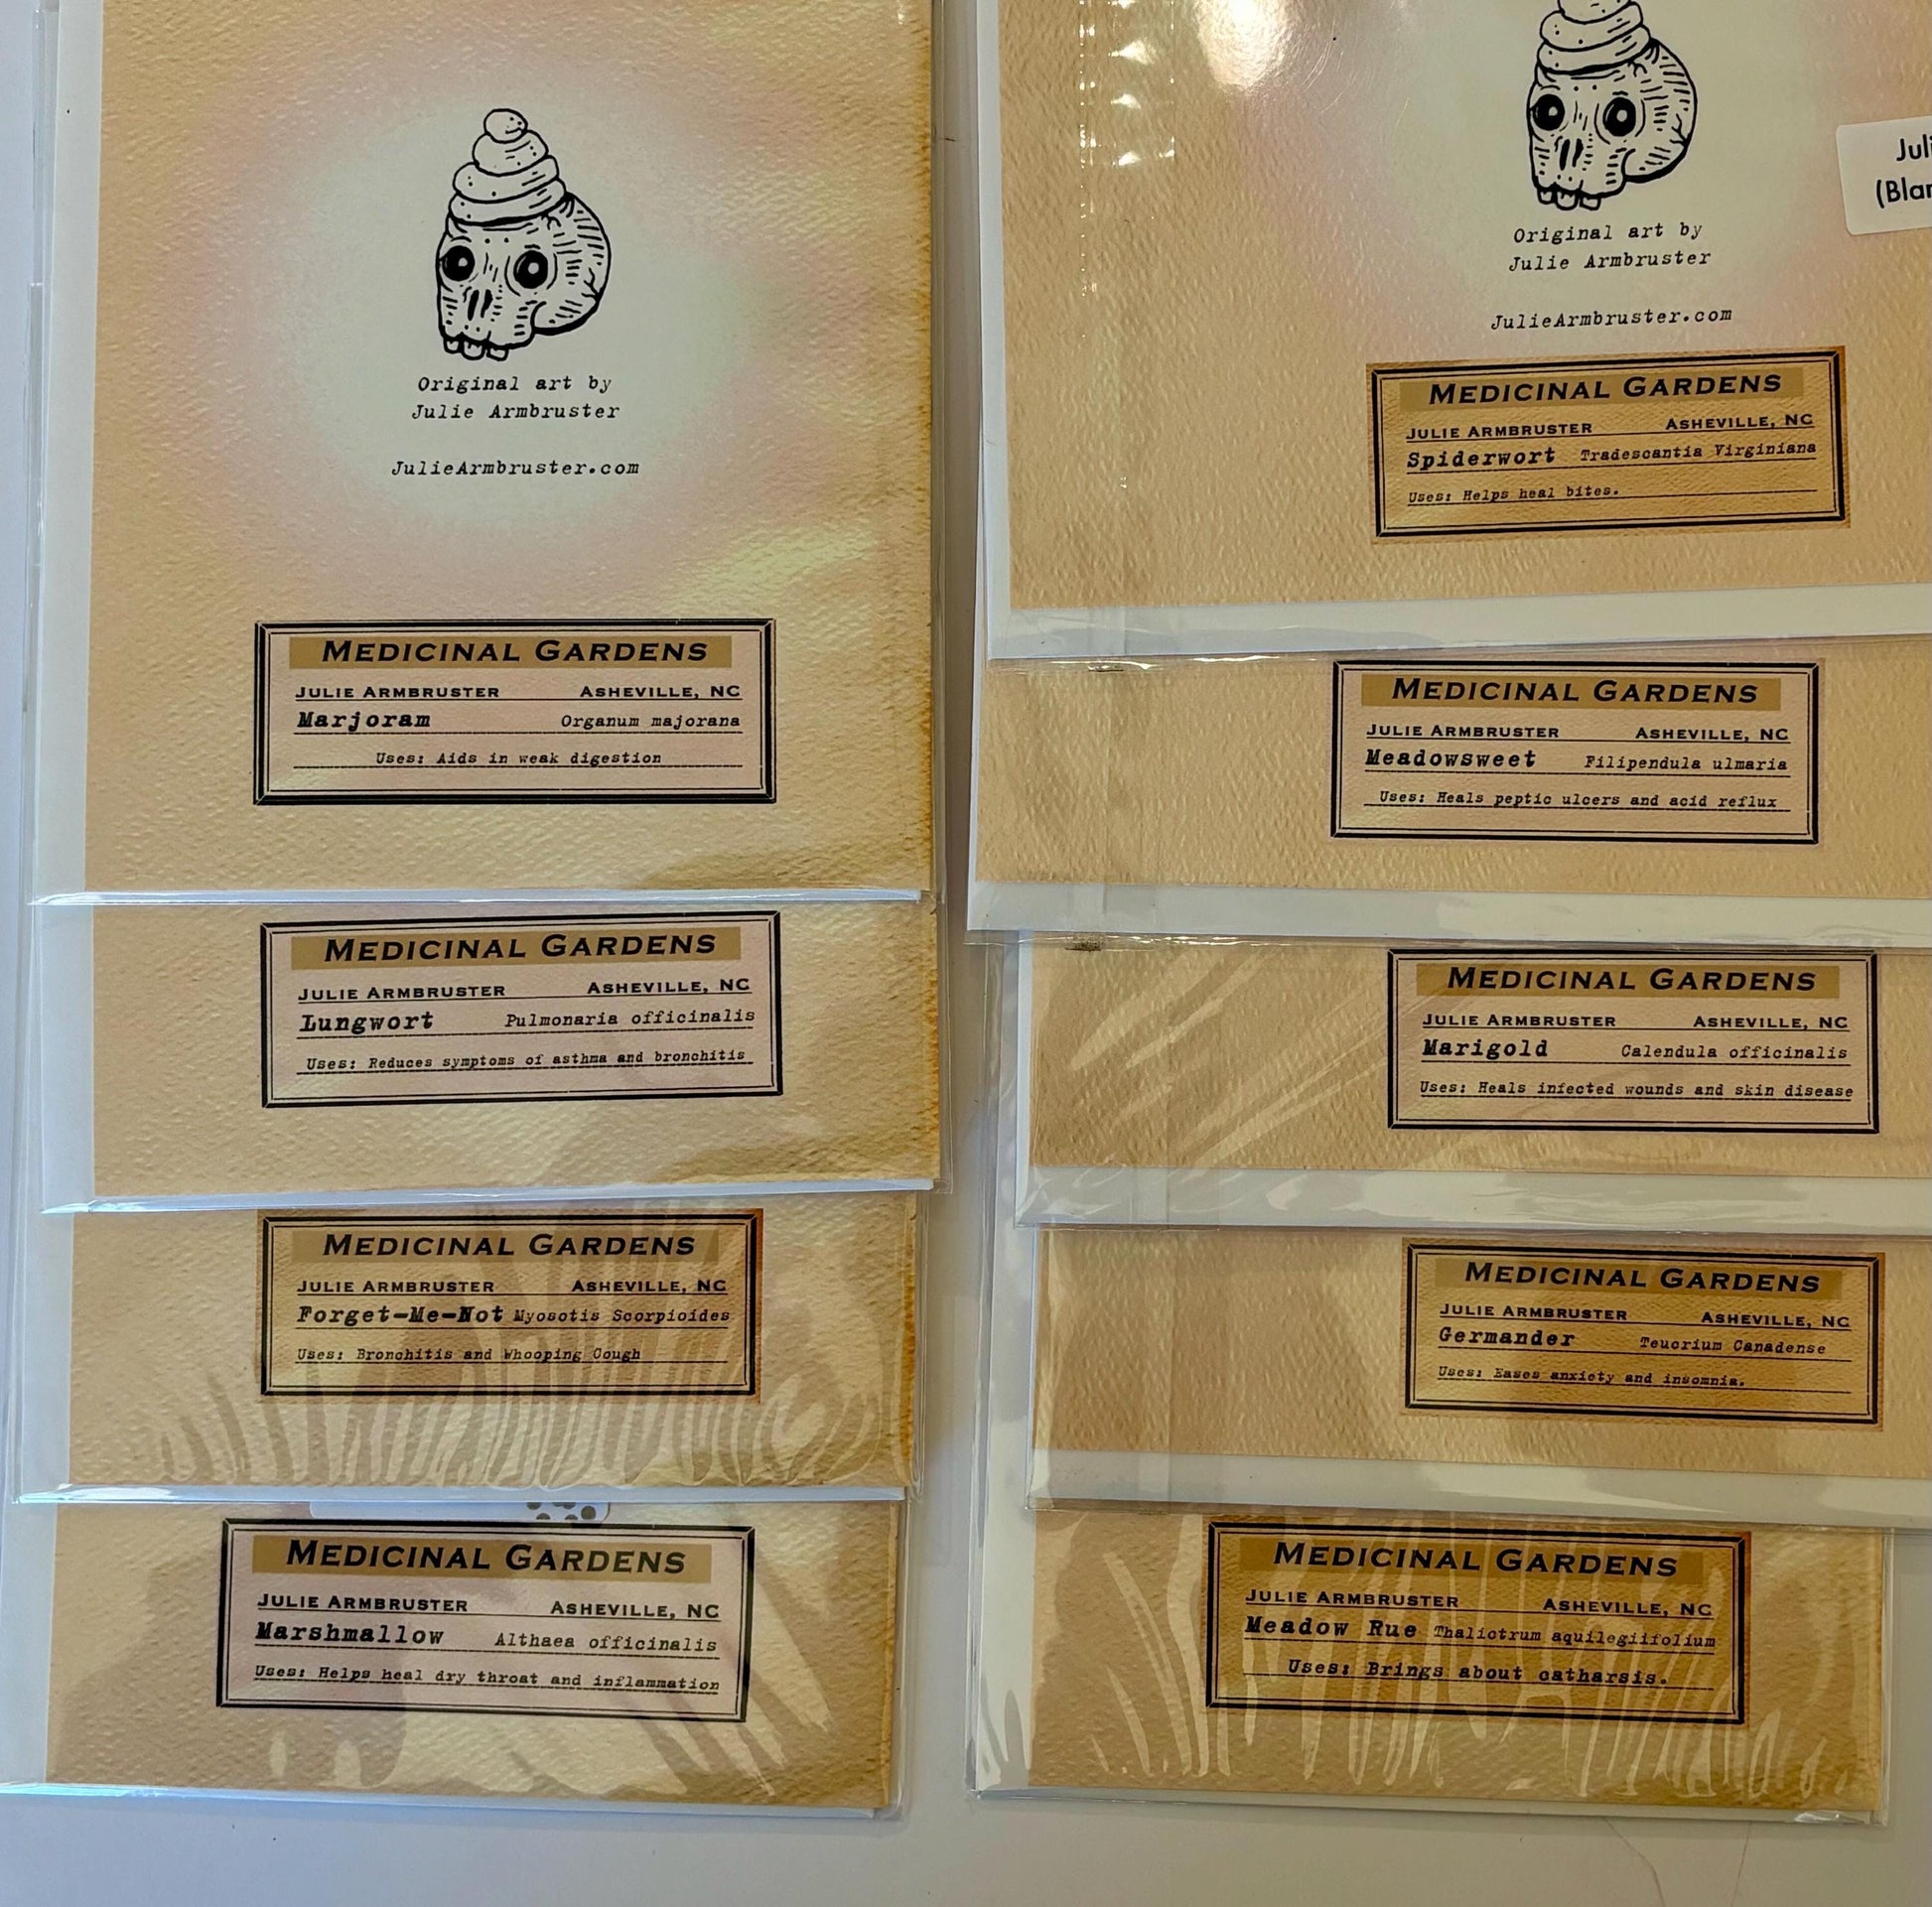 Original art by
Julie Armbruster
JulieArmbruster.com
MEDICINAL GARDENS
JULIE ARMBRUSTER ASHEVILLE, NC
Marjoram Organum majorana
Uses: Aids in weak digestion
MEDICINAL GARDENS
JULIE ARMBRUSTER ASHEVILLE, NC
Lungwort Pulmonaria officinalis
Uses: Reduces symptoms of asthma and bronchitis
MEDICINAL GARDENS
JULIE ARMBRUSTER ASHEVILLE, NC
Forget-Me-Not Myosotis Scorpioides
Uses: Bronchitis and Whooping Cough
MEDICINAL GARDENS
JULIE ARMBRUSTER ASHEVILLE, NC
Marshmallow Althaea officinalis
Uses: Helps heal dry throat and inflammation
Original art by
Julie Armbruster
JulieArmbruster.com
MEDICINAL GARDENS
JULIE ARMBRUSTER ASHEVILLE, NC
Spiderwort Tradescantia Virginiana
Uses: Helps heal bites.
MEDICINAL GARDENS
JULIE ARMBRUSTER ASHEVILLE, NC
Meadowsweet Filipendula ulmaria
Uses: Heals peptic ulcers and acid reflux
MEDICINAL GARDENS
JULIE ARMBRUSTER ASHEVILLE, NC
Marigold Calendula officinalis
Uses: Heals infected wounds and skin disease
MEDICINAL GARDENS
JULIE ARMBRUSTER ASHEVILLE, NC
Germander Teucrium Canadense
Uses: Eases anxiety and insomnia.
MEDICINAL GARDENS
JULIE ARMBRUSTER ASHEVILLE, NC
Meadow Rue Thalictrum aquilegiifolium
Uses: Brings about catharsis.